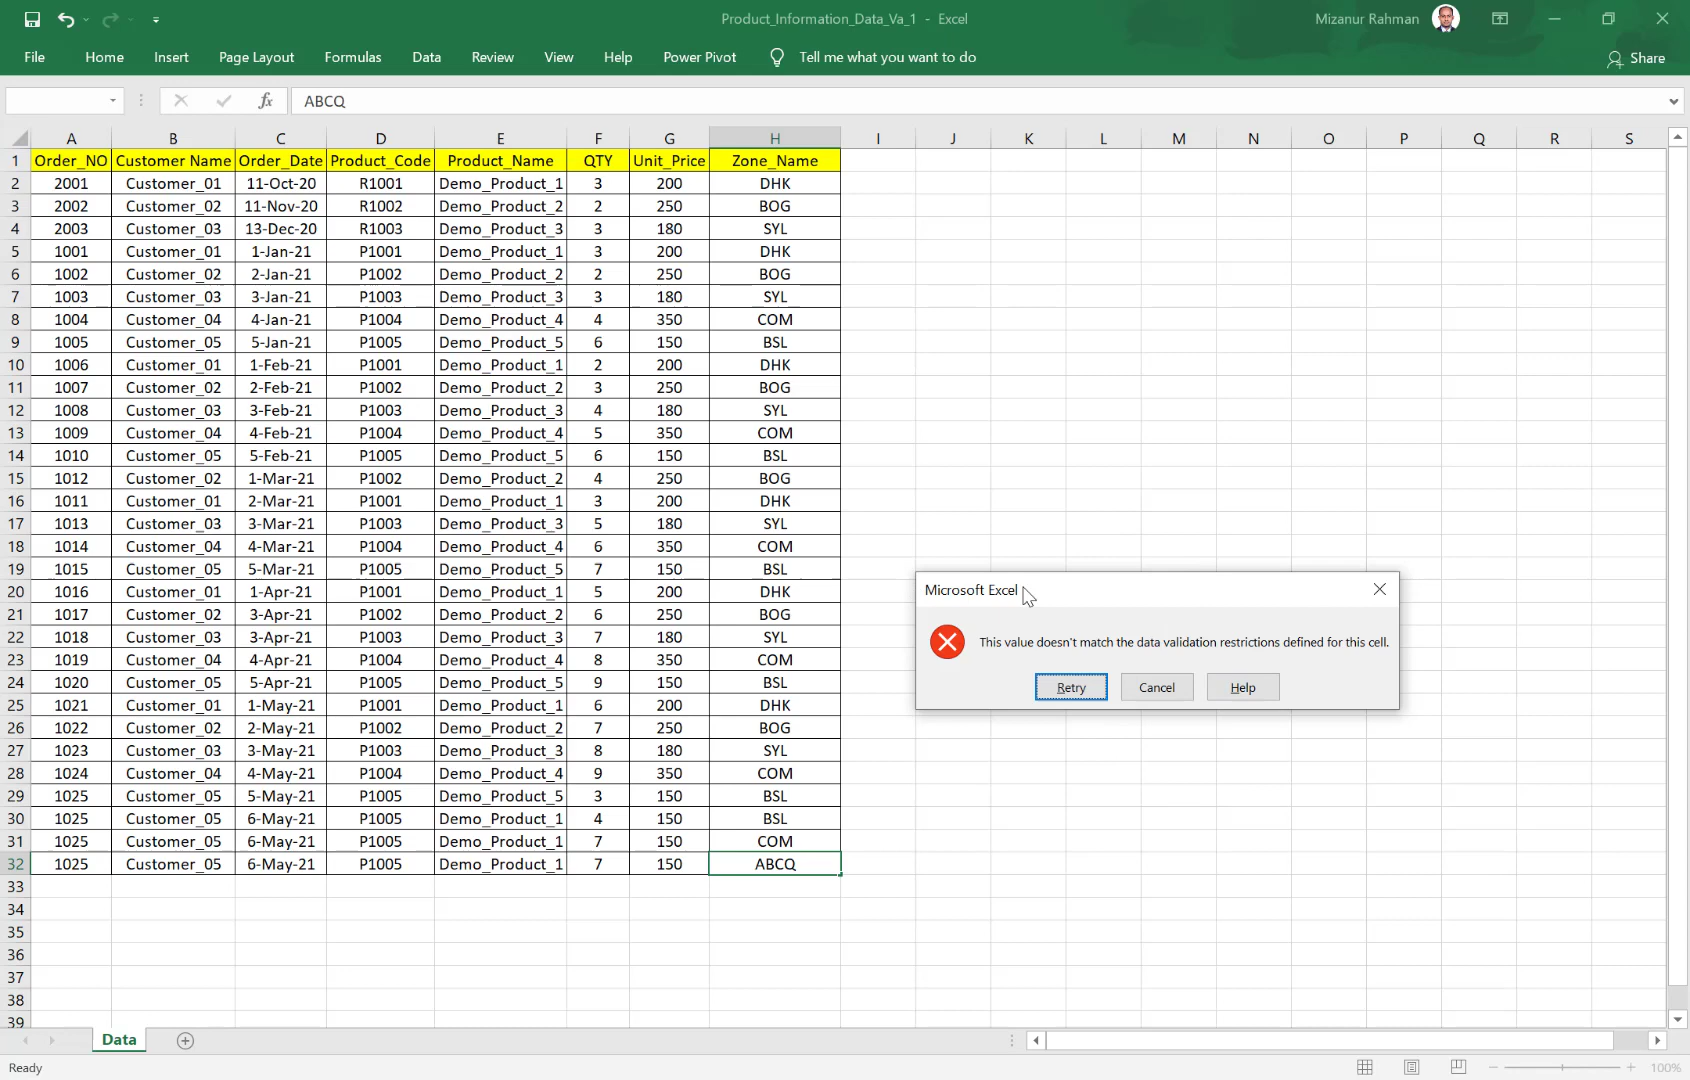 Product_Information_Data_Va_1 - Excel
Mizanur Rahman
File Home Insert Page Layout Formulas Data Review View Help Power Pivot Tell me what you want to do Share
fx ABCQ
A B C D E F G H I J K L M N O P Q R S
1 Order_NO Customer Name Order_Date Product_Code Product_Name QTY Unit_Price Zone_Name
2 2001 Customer_01 11-Oct-20 R1001 Demo_Product_1 3 200 DHK
3 2002 Customer_02 11-Nov-20 R1002 Demo_Product_2 2 250 BOG
4 2003 Customer_03 13-Dec-20 R1003 Demo_Product_3 3 180 SYL
5 1001 Customer_01 1-Jan-21 P1001 Demo_Product_1 3 200 DHK
6 1002 Customer_02 2-Jan-21 P1002 Demo_Product_2 2 250 BOG
7 1003 Customer_03 3-Jan-21 P1003 Demo_Product_3 3 180 SYL
8 1004 Customer_04 4-Jan-21 P1004 Demo_Product_4 4 350 COM
9 1005 Customer_05 5-Jan-21 P1005 Demo_Product_5 6 150 BSL
10 1006 Customer_01 1-Feb-21 P1001 Demo_Product_1 2 200 DHK
11 1007 Customer_02 2-Feb-21 P1002 Demo_Product_2 3 250 BOG
12 1008 Customer_03 3-Feb-21 P1003 Demo_Product_3 4 180 SYL
13 1009 Customer_04 4-Feb-21 P1004 Demo_Product_4 5 350 COM
14 1010 Customer_05 5-Feb-21 P1005 Demo_Product_5 6 150 BSL
15 1012 Customer_02 1-Mar-21 P1002 Demo_Product_2 4 250 BOG
16 1011 Customer_01 2-Mar-21 P1001 Demo_Product_1 3 200 DHK
17 1013 Customer_03 3-Mar-21 P1003 Demo_Product_3 5 180 SYL
18 1014 Customer_04 4-Mar-21 P1004 Demo_Product_4 6 350 COM
19 1015 Customer_05 5-Mar-21 P1005 Demo_Product_5 7 150 BSL
20 1016 Customer_01 1-Apr-21 P1001 Demo_Product_1 5 200 DHK
21 1017 Customer_02 3-Apr-21 P1002 Demo_Product_2 6 250 BOG
22 1018 Customer_03 3-Apr-21 P1003 Demo_Product_3 7 180 SYL
23 1019 Customer_04 4-Apr-21 P1004 Demo_Product_4 8 350 COM
24 1020 Customer_05 5-Apr-21 P1005 Demo_Product_5 9 150 BSL
25 1021 Customer_01 1-May-21 P1001 Demo_Product_1 6 200 DHK
26 1022 Customer_02 2-May-21 P1002 Demo_Product_2 7 250 BOG
27 1023 Customer_03 3-May-21 P1003 Demo_Product_3 8 180 SYL
28 1024 Customer_04 4-May-21 P1004 Demo_Product_4 9 350 COM
29 1025 Customer_05 5-May-21 P1005 Demo_Product_5 3 150 BSL
30 1025 Customer_05 6-May-21 P1005 Demo_Product_1 4 150 BSL
31 1025 Customer_05 6-May-21 P1005 Demo_Product_1 7 150 COM
32 1025 Customer_05 6-May-21 P1005 Demo_Product_1 7 150 ABCQ
33
34
35
36
37
38
39
Microsoft Excel
This value doesn't match the data validation restrictions defined for this cell.
Retry Cancel Help
Data
Ready
100%